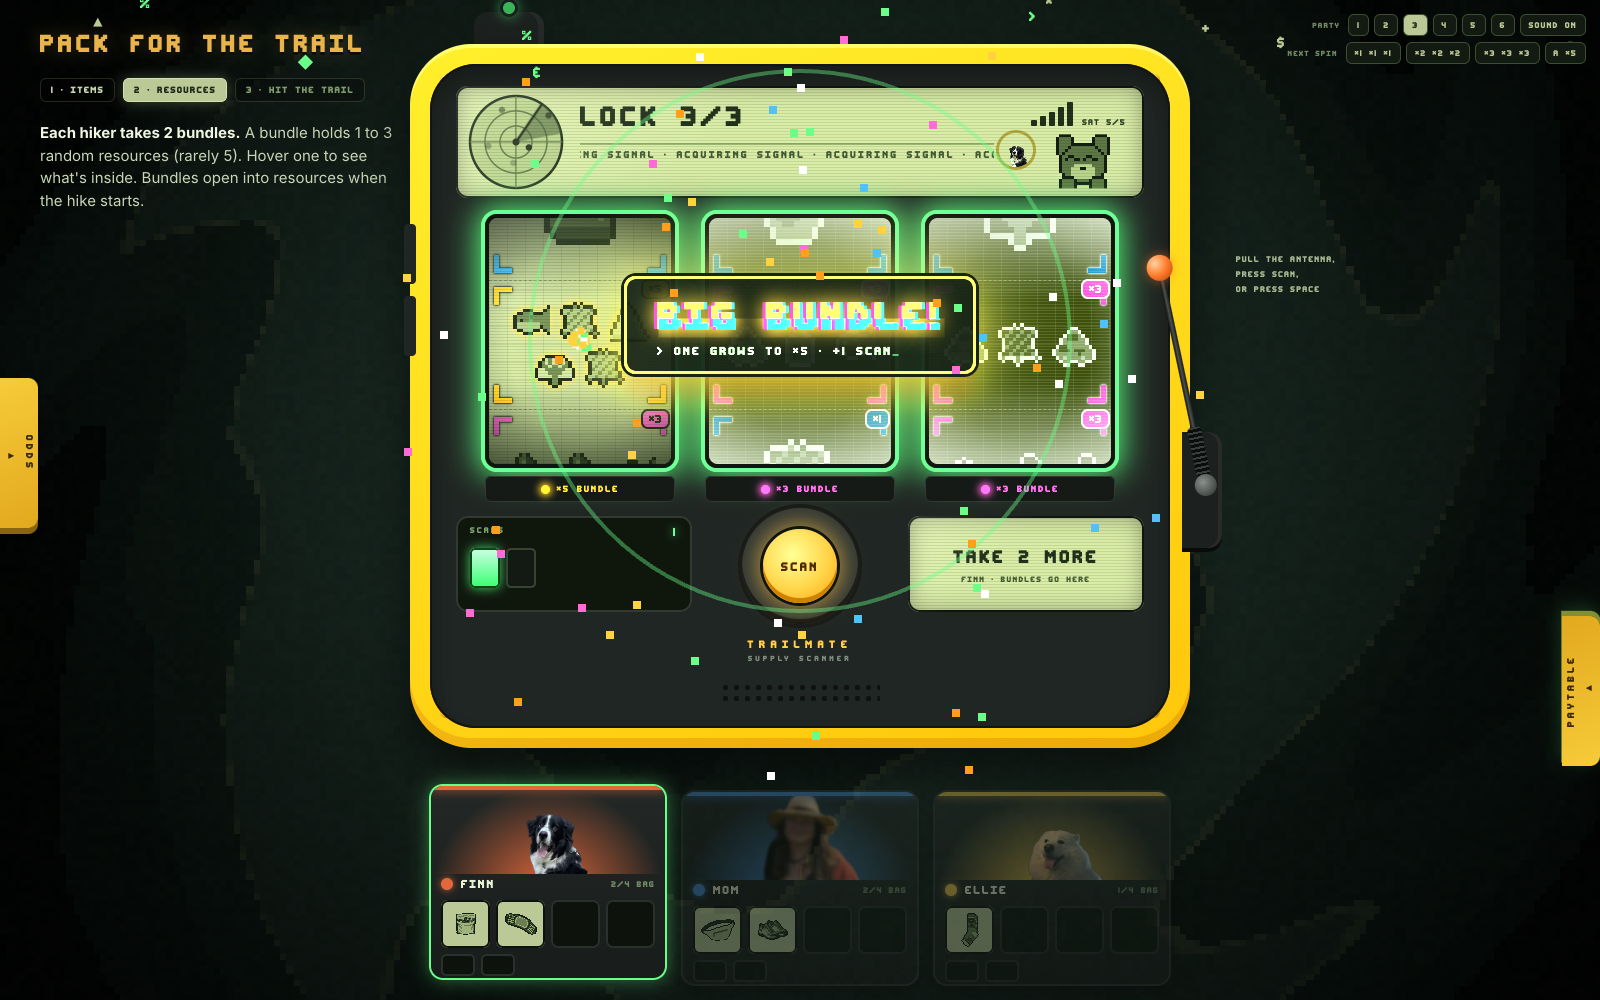 PACK FOR THE TRAIL
1 · ITEMS
2 · RESOURCES
3 · HIT THE TRAIL
Each hiker takes 2 bundles. A bundle holds 1 to 3
random resources (rarely 5). Hover one to see
what's inside. Bundles open into resources when
the hike starts.
PARTY
1
2
3
4
5
6
SOUND ON
NEXT SPIN
×1 ×1 ×1
×2 ×2 ×2
×3 ×3 ×3
A ×5
LOCK 3/3
SAT 5/5
NG SIGNAL · ACQUIRING SIGNAL · ACQUIRING SIGNAL · AC
BIG BUNDLE!
> ONE GROWS TO ×5 · +1 SCAN_
×3
×3
×1
×3
×5 BUNDLE
×3 BUNDLE
×3 BUNDLE
PULL THE ANTENNA,
PRESS SCAN,
OR PRESS SPACE
ODDS
PAYTABLE
SCANS
1
SCAN
TAKE 2 MORE
FINN · BUNDLES GO HERE
TRAILMATE
SUPPLY SCANNER
FINN
2/4 BAG
MOM
2/4 BAG
ELLIE
1/4 BAG